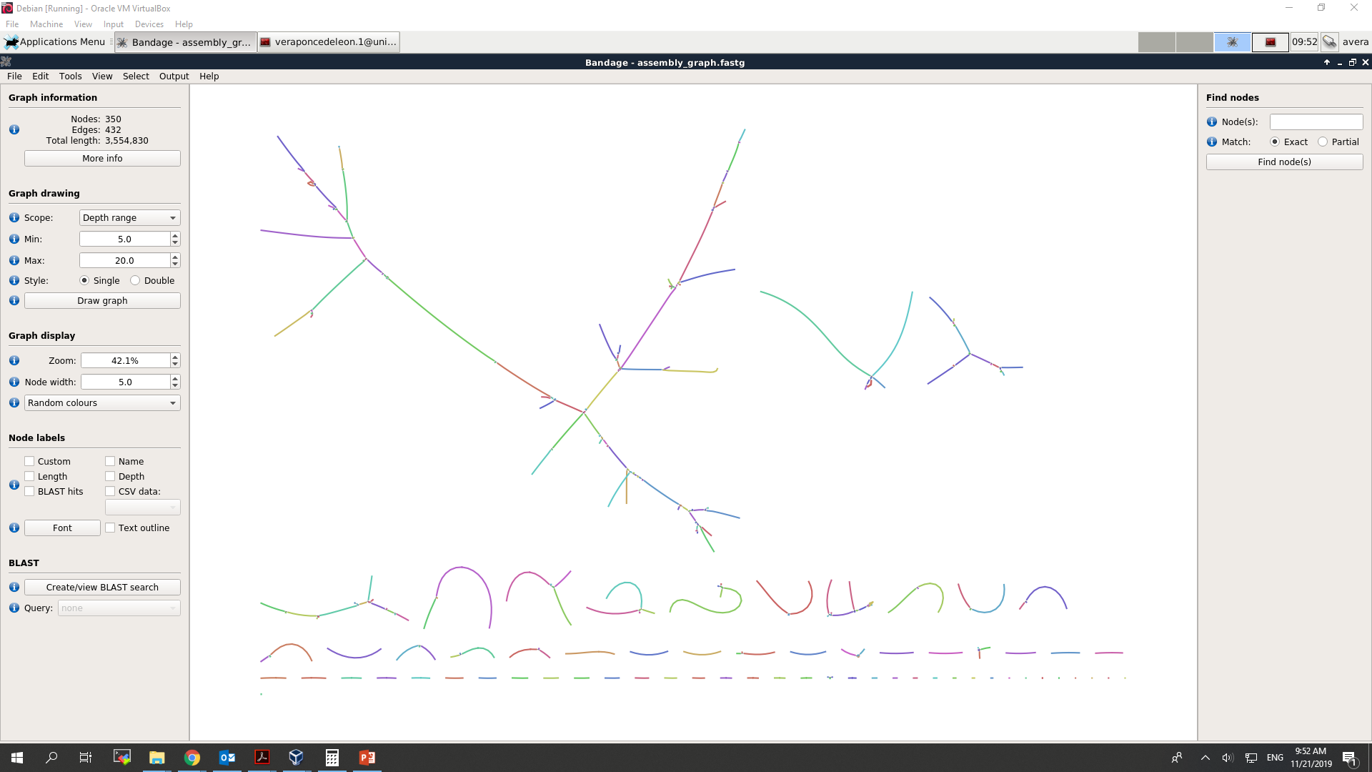 Debian [Running] - Oracle VM VirtualBox
File Machine View Input Devices Help
Applications Menu
Bandage - assembly_gr...
veraponcedeleon.1@uni...
09:52
avera
Bandage - assembly_graph.fastg
File Edit Tools View Select Output Help
Graph information
Nodes: 350
Edges: 432
Total length: 3,554,830
More info
Graph drawing
Scope: Depth range
Min: 5.0
Max: 20.0
Style: Single Double
Draw graph
Graph display
Zoom: 42.1%
Node width: 5.0
Random colours
Node labels
Custom Name
Length Depth
BLAST hits CSV data:
Font Text outline
BLAST
Create/view BLAST search
Query: none
Find nodes
Node(s):
Match: Exact Partial
Find node(s)
ENG
9:52 AM
11/21/2019
1